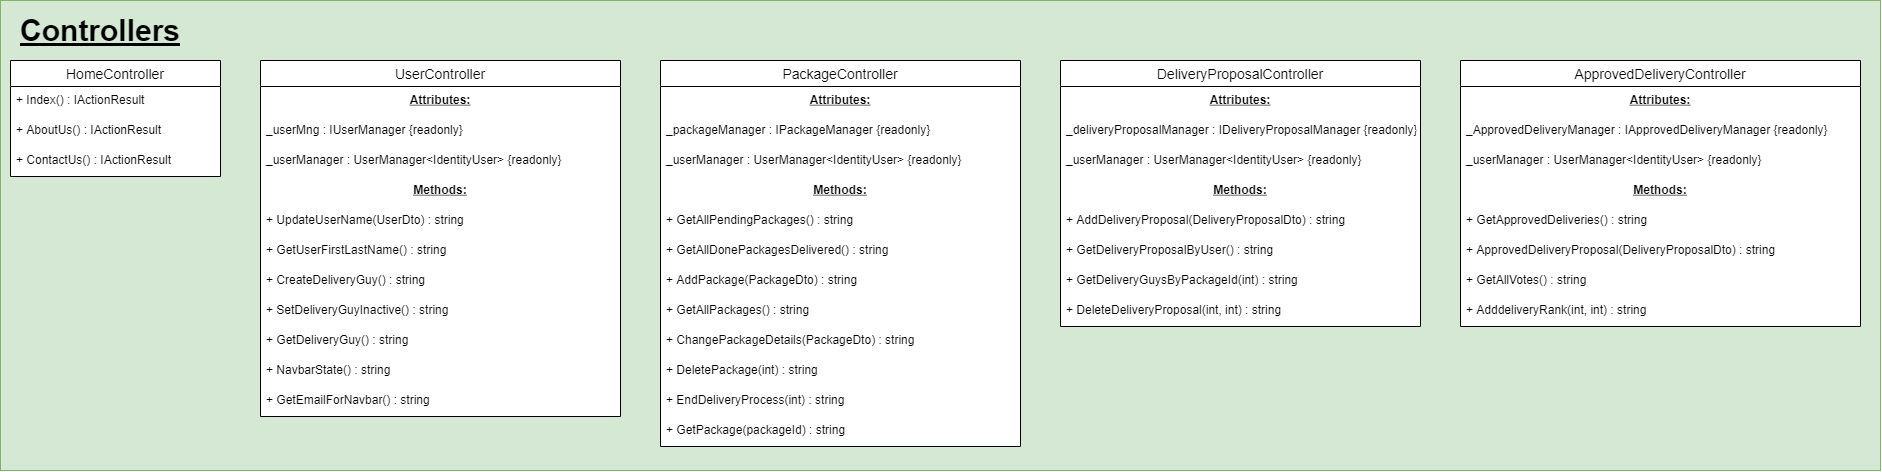 Controllers
HomeController
+ Index() : IActionResult
+ AboutUs() : IActionResult
+ ContactUs() : IActionResult
UserController
Attributes:
_userMng : IUserManager {readonly}
_userManager : UserManager<IdentityUser> {readonly}
Methods:
+ UpdateUserName(UserDto) : string
+ GetUserFirstLastName() : string
+ CreateDeliveryGuy() : string
+ SetDeliveryGuyInactive() : string
+ GetDeliveryGuy() : string
+ NavbarState() : string
+ GetEmailForNavbar() : string
PackageController
Attributes:
_packageManager : IPackageManager {readonly}
_userManager : UserManager<IdentityUser> {readonly}
Methods:
+ GetAllPendingPackages() : string
+ GetAllDonePackagesDelivered() : string
+ AddPackage(PackageDto) : string
+ GetAllPackages() : string
+ ChangePackageDetails(PackageDto) : string
+ DeletePackage(int) : string
+ EndDeliveryProcess(int) : string
+ GetPackage(packageId) : string
DeliveryProposalController
Attributes:
_deliveryProposalManager : IDeliveryProposalManager {readonly}
_userManager : UserManager<IdentityUser> {readonly}
Methods:
+ AddDeliveryProposal(DeliveryProposalDto) : string
+ GetDeliveryProposalByUser() : string
+ GetDeliveryGuysByPackageId(int) : string
+ DeleteDeliveryProposal(int, int) : string
ApprovedDeliveryController
Attributes:
_ApprovedDeliveryManager : IApprovedDeliveryManager {readonly}
_userManager : UserManager<IdentityUser> {readonly}
Methods:
+ GetApprovedDeliveries() : string
+ ApprovedDeliveryProposal(DeliveryProposalDto) : string
+ GetAllVotes() : string
+ AdddeliveryRank(int, int) : string